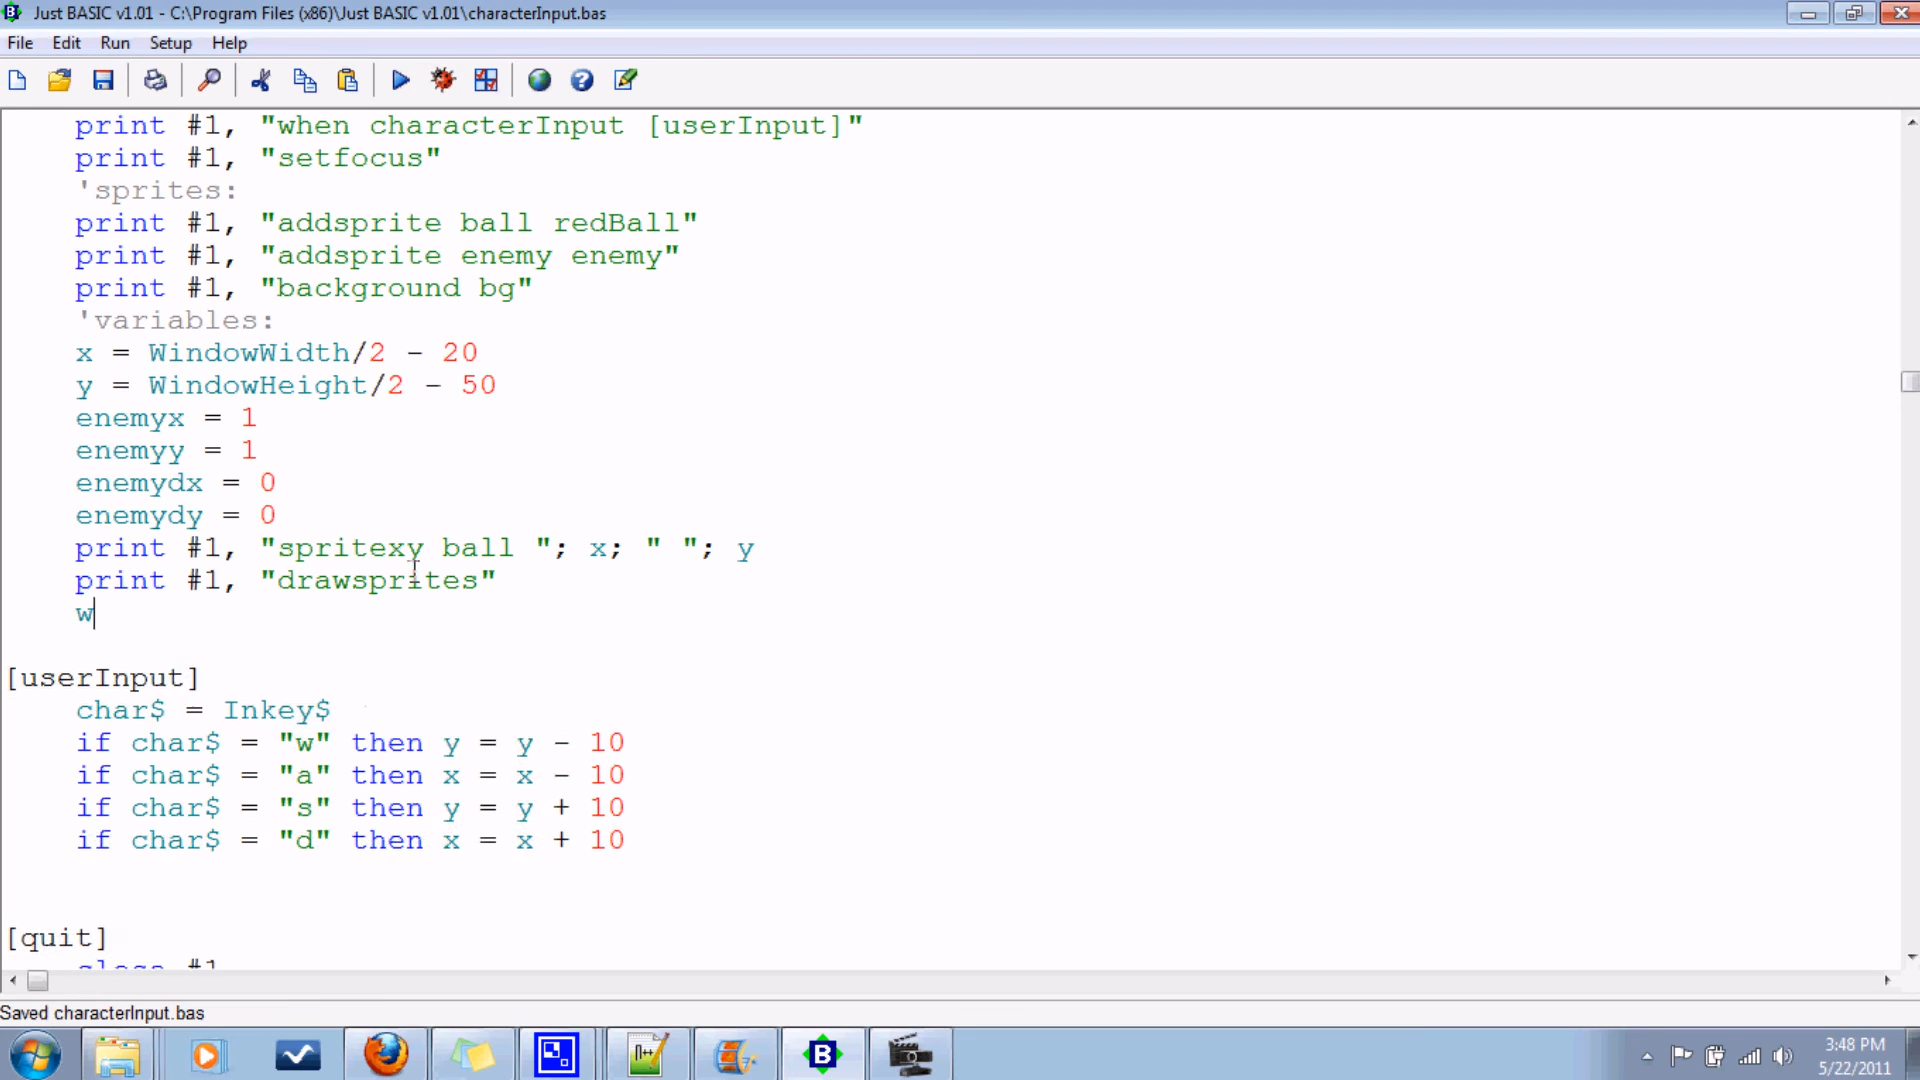 Just BASIC v1.01 - C:\Program Files (x86)\Just BASIC v1.01\characterInput.bas
File Edit Run Setup Help
print #1, "when characterInput [userInput]"
print #1, "setfocus"
'sprites:
print #1, "addsprite ball redBall"
print #1, "addsprite enemy enemy"
print #1, "background bg"
'variables:
x = WindowWidth/2 - 20
y = WindowHeight/2 - 50
enemyx = 1
enemyy = 1
enemydx = 0
enemydy = 0
print #1, "spritexy ball "; x; " "; y
print #1, "drawsprites"
w
[userInput]
char$ = Inkey$
if char$ = "w" then y = y - 10
if char$ = "a" then x = x - 10
if char$ = "s" then y = y + 10
if char$ = "d" then x = x + 10
[quit]
close #1
Saved characterInput.bas
3:48 PM
5/22/2011